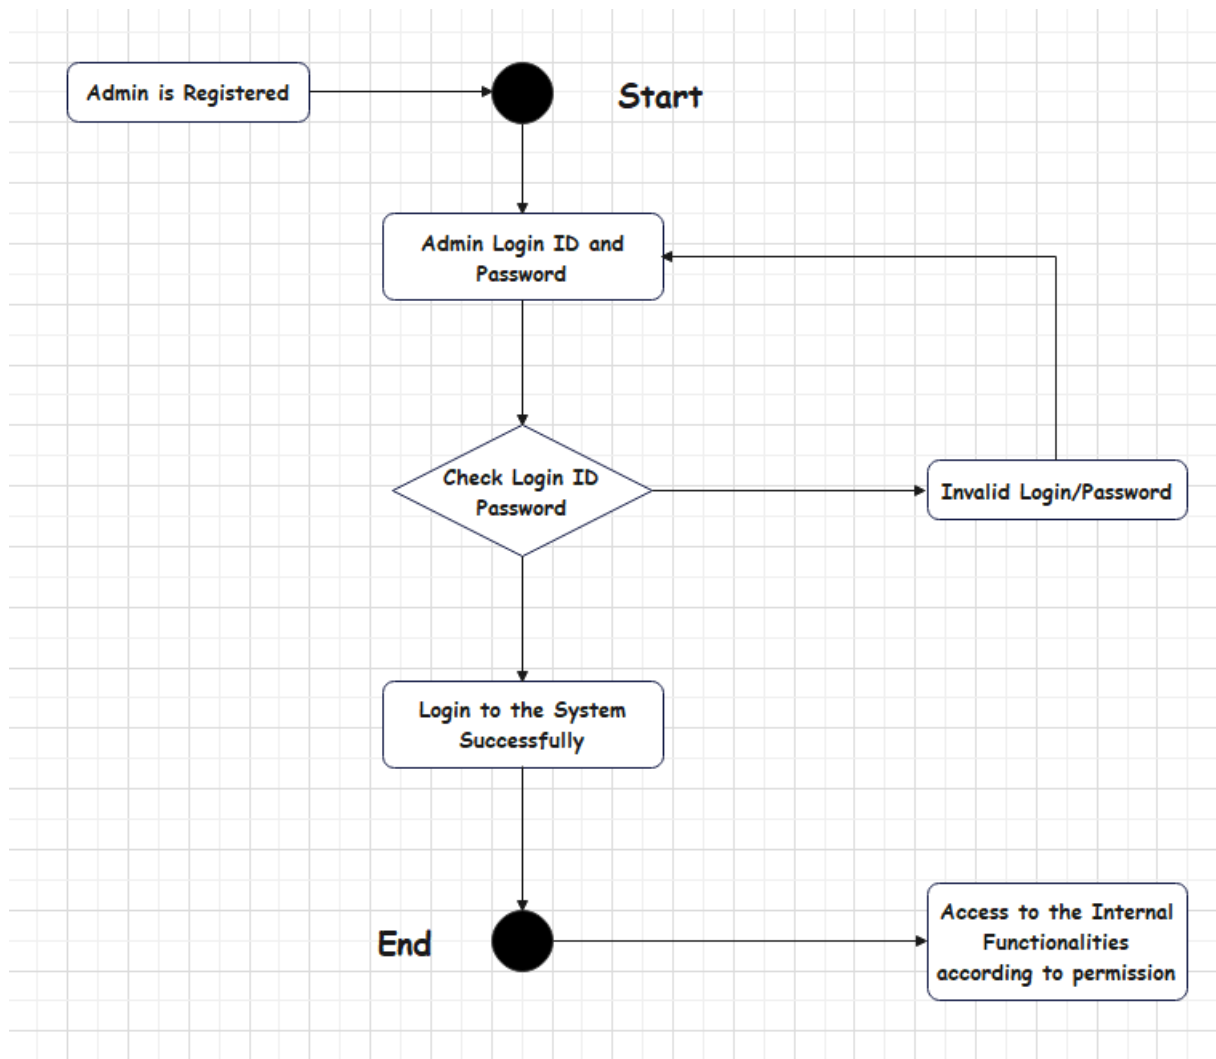 Admin is Registered
Start
Admin Login ID and
Password
Check Login ID
Password
Invalid Login/Password
Login to the System
Successfully
End
Access to the Internal
Functionalities
according to permission